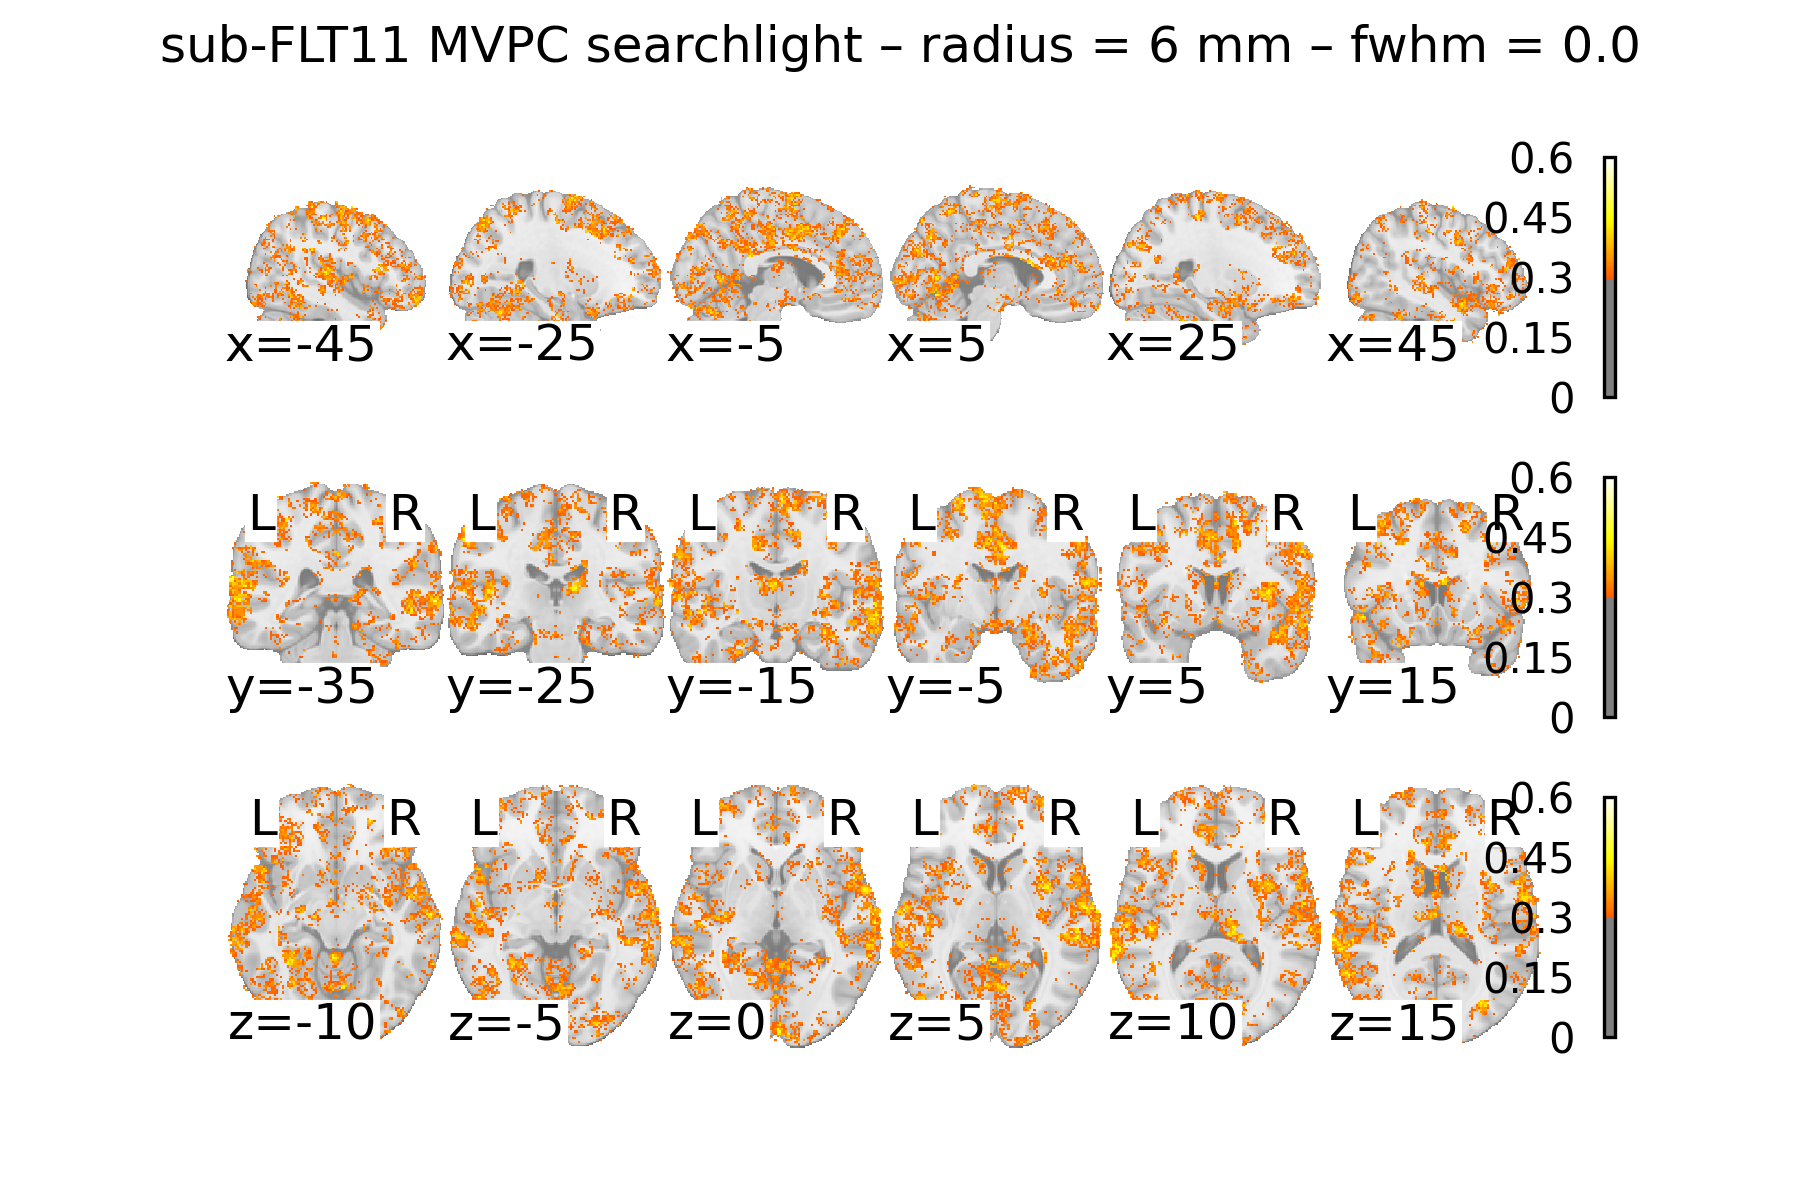 sub-FLT11 MVPC searchlight – radius = 6 mm – fwhm = 0.0
0.6
0.45
0.3
0.15
0
x=-45 x=-25 x=-5 x=5 x=25 x=45
L R L R L R L R L R L R
0.6
0.45
0.3
0.15
0
y=-35 y=-25 y=-15 y=-5 y=5 y=15
L R L R L R L R L R L R
0.6
0.45
0.3
0.15
0
z=-10 z=-5 z=0 z=5 z=10 z=15